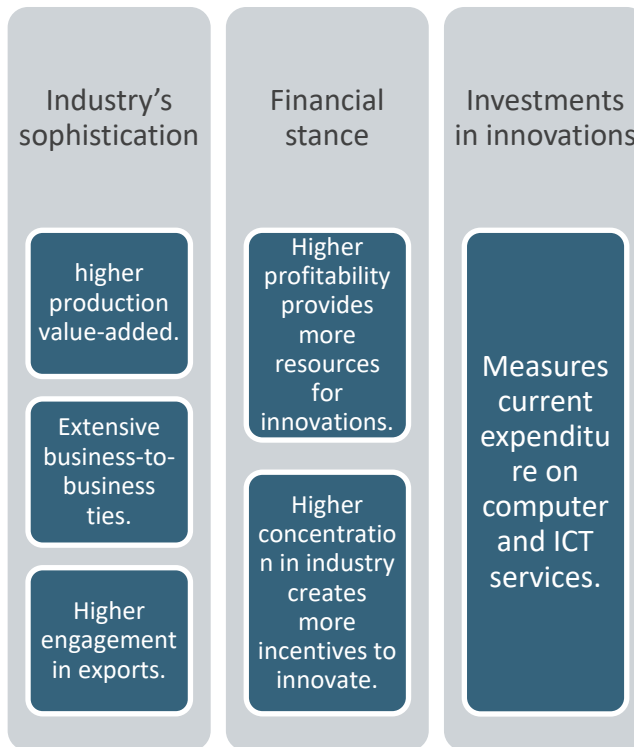 Industry's
sophistication
higher
production
value-added.
Extensive
business-to-
business
ties.
Higher
engagement
in exports.
Financial
stance
Higher
profitability
provides
more
resources
for
innovations.
Higher
concentratio
n in industry
creates
more
incentives to
innovate.
Investments
in innovations
Measures
current
expenditu
re on
computer
and ICT
services.